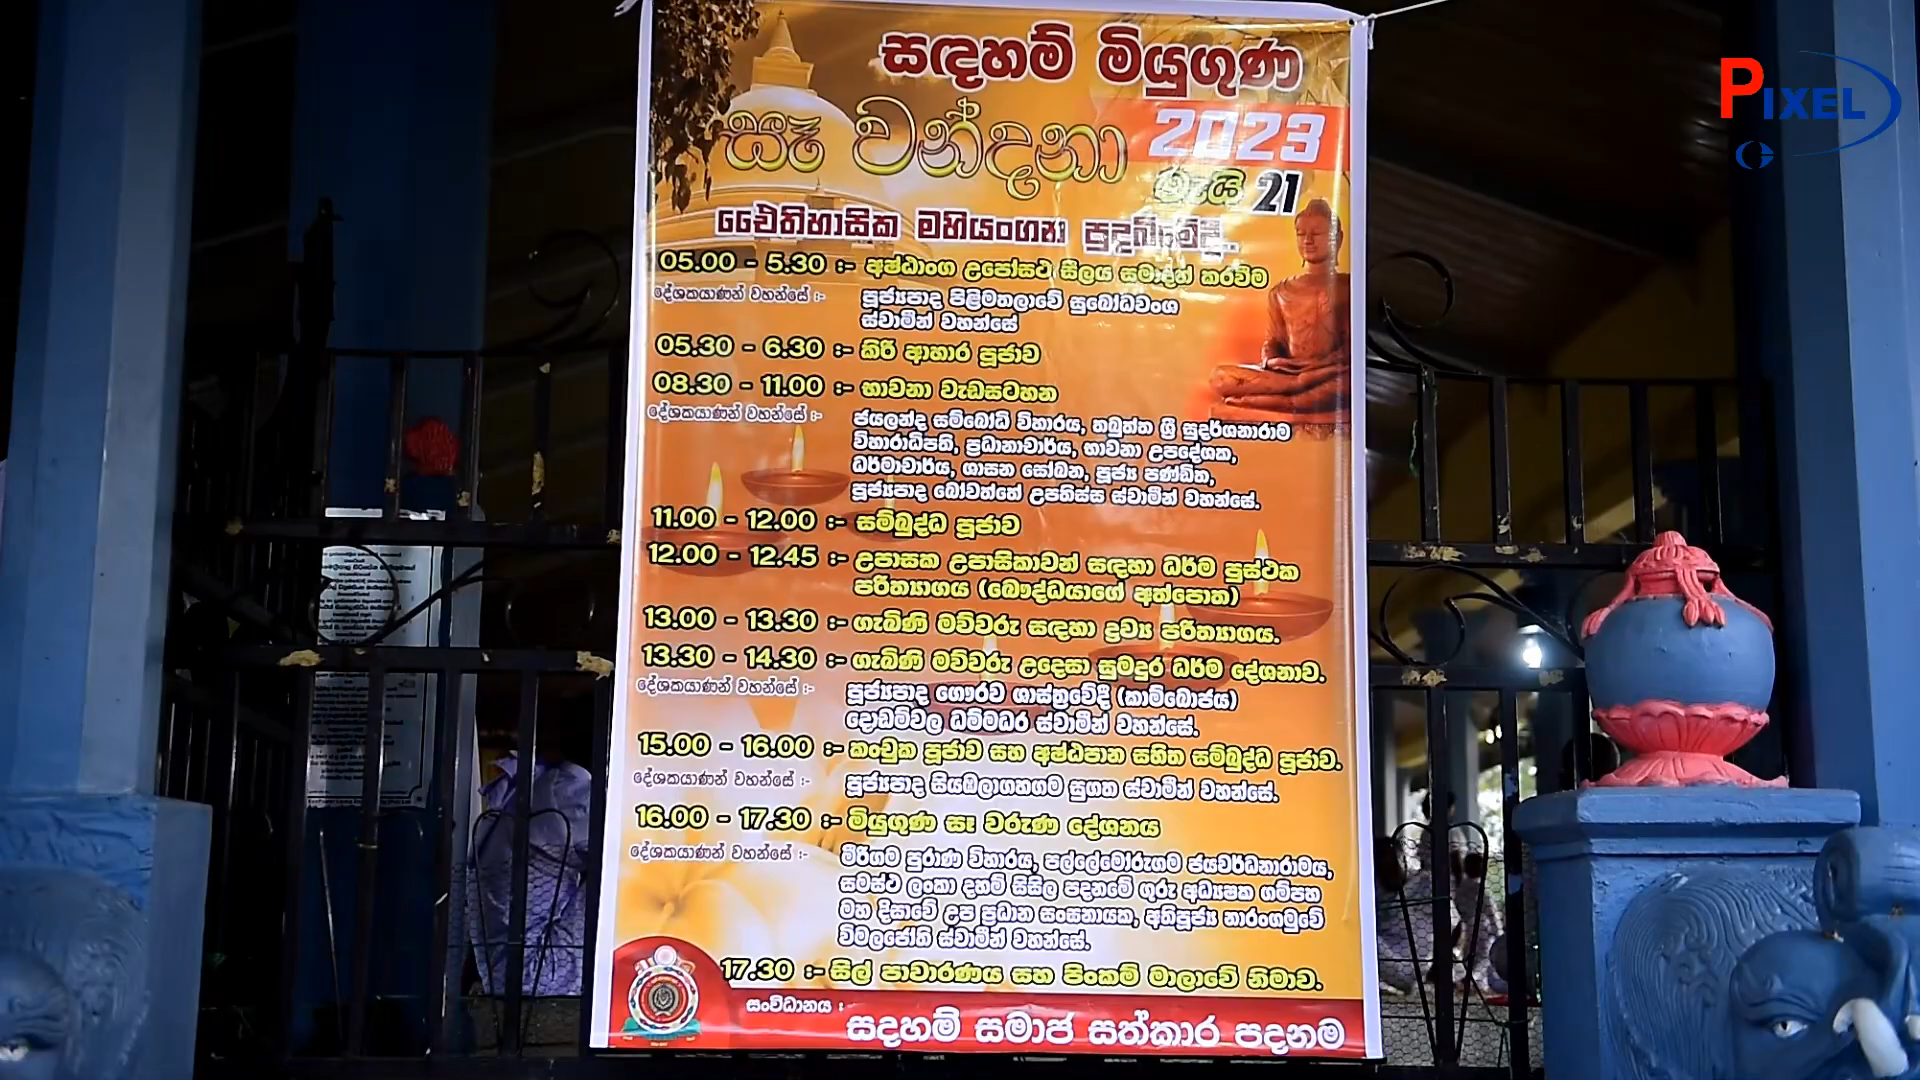 සඳහම් මියුගුණ
සෑ වන්දනා 2023
මැයි 21
ඓතිහාසික මහියංගන පුදබිමේදී..
05.00 - 5.30 :- අෂ්ඨාංග උපෝසථ සීලය සමාදන් කරවීම
දේශකයාණන් වහන්සේ :- පූජ්‍යපාද පිළිමතලාවේ සුබෝධවංශ
ස්වාමීන් වහන්සේ
05.30 - 6.30 :- කිරි ආහාර පූජාව
08.30 - 11.00 :- භාවනා වැඩසටහන
දේශකයාණන් වහන්සේ :- ජයලන්ද සම්බෝධි විහාරය, තබුත්ත ශ්‍රී සුදර්ශනාරාම
විහාරාධිපති, ප්‍රධානාචාර්ය, භාවනා උපදේශක,
ධර්මාචාර්ය, ශාසන සෝබන, පූජ්‍ය පණ්ඩිත,
පූජ්‍යපාද බෝවත්තේ උපතිස්ස ස්වාමීන් වහන්සේ.
11.00 - 12.00 :- සම්බුද්ධ පූජාව
12.00 - 12.45 :- උපාසක උපාසිකාවන් සඳහා ධර්ම පුස්ථක
පරිත්‍යාගය (බෞද්ධයාගේ අත්පොත)
13.00 - 13.30 :- ගැබිණි මව්වරු සඳහා ද්‍රව්‍ය පරිත්‍යාගය.
13.30 - 14.30 :- ගැබිණි මව්වරු උදෙසා සුමදුර ධර්ම දේශනාව.
දේශකයාණන් වහන්සේ :- පූජ්‍යපාද ගෞරව ශාස්ත්‍රවේදී (කාම්බොජය)
දොඩම්වල ධම්මධර ස්වාමීන් වහන්සේ.
15.00 - 16.00 :- කංචුක පූජාව සහ අෂ්ඨපාන සහිත සම්බුද්ධ පූජාව.
දේශකයාණන් වහන්සේ :- පූජ්‍යපාද සියඹලාගහගම සුගත ස්වාමීන් වහන්සේ.
16.00 - 17.30 :- මියුගුණ සෑ වරුණ දේශනය
දේශකයාණන් වහන්සේ :- මීරිගම පුරාණ විහාරය, පල්ලේමෝරුගම ජයවර්ධනාරාමය,
සමස්ථ ලංකා දහම් සිසිල පදනමේ ගුරු අධ්‍යෂක ගම්පහ
මහ දිසාවේ උප ප්‍රධාන සංඝනායක, අතිපූජ්‍ය නාරංගමුවේ
විමලජෝති ස්වාමීන් වහන්සේ.
17.30 :- සිල් පාවාරණය සහ පිංකම් මාලාවේ නිමාව.
සංවිධානය :
සදහම් සමාජ සත්කාර පදනම
PIXEL